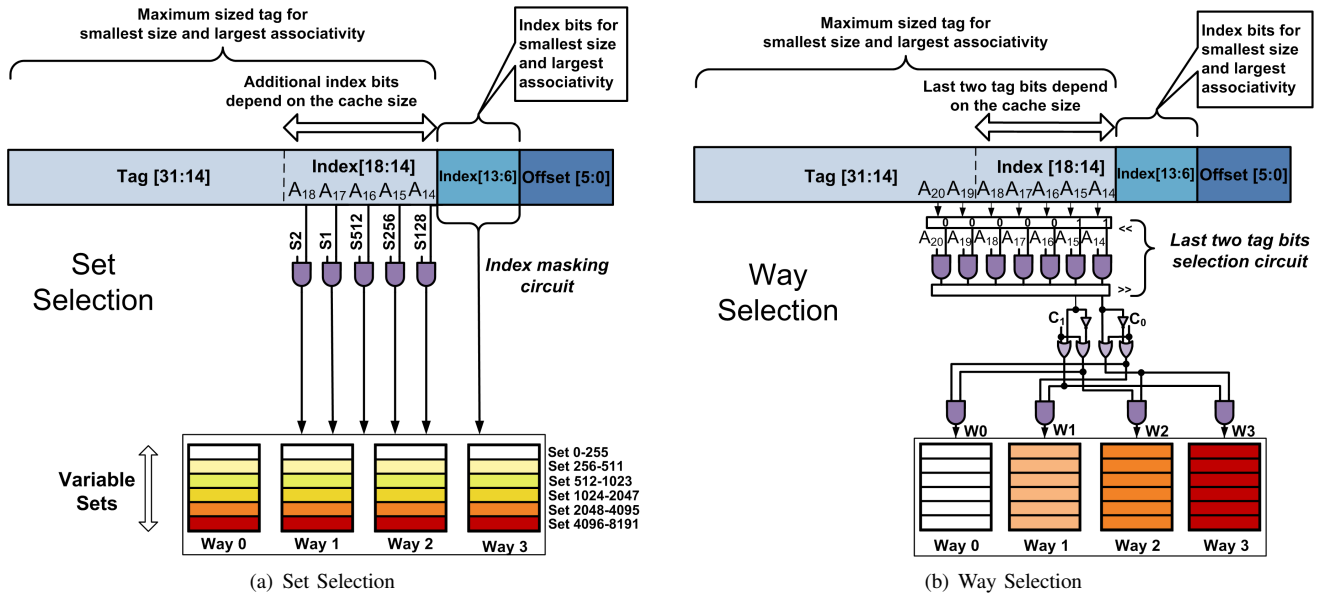 Maximum sized tag for
smallest size and largest associativity
Index bits for
smallest size
and largest
associativity
Additional index bits
depend on the cache size
Tag [31:14]
Index[18:14]
A18 A17 A16 A15 A14
Index[13:6]
Offset [5:0]
S2
S1
S512
S256
S128
Set
Selection
Index masking
circuit
Variable
Sets
Set 0-255
Set 256-511
Set 512-1023
Set 1024-2047
Set 2048-4095
Set 4096-8191
Way 0
Way 1
Way 2
Way 3
(a) Set Selection
Maximum sized tag for
smallest size and largest associativity
Index bits for
smallest size
and largest
associativity
Last two tag bits depend
on the cache size
Tag [31:14]
Index[18:14]
A20 A19 A18 A17 A16 A15 A14
Index[13:6]
Offset [5:0]
0 0 0 0 0 1 1
<<
A20 A19 A18 A17 A16 A15 A14
>>
Last two tag bits
selection circuit
Way
Selection
C1
C0
W0
W1
W2
W3
Way 0
Way 1
Way 2
Way 3
(b) Way Selection